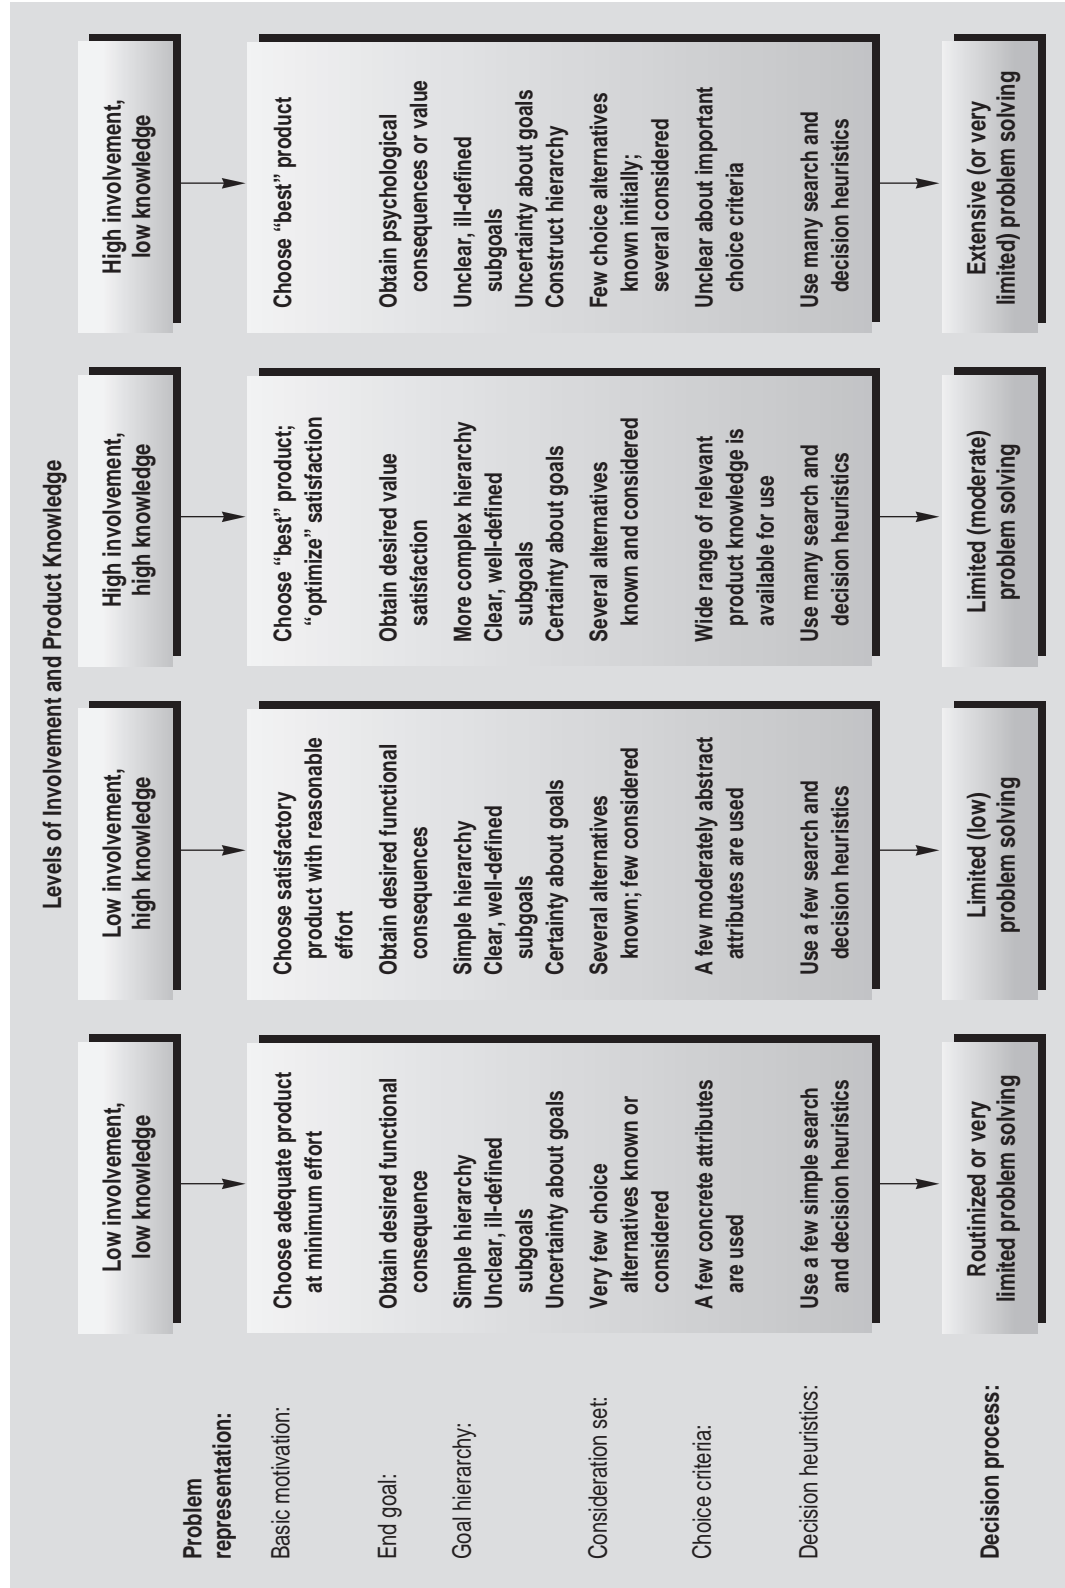 Levels of Involvement and Product Knowledge
Low involvement,
low knowledge
Low involvement,
high knowledge
High involvement,
high knowledge
High involvement,
low knowledge
Problem
representation:
Basic motivation:
Choose adequate product
at minimum effort
Choose satisfactory
product with reasonable
effort
Choose “best” product;
“optimize” satisfaction
Choose “best” product
End goal:
Obtain desired functional
consequence
Obtain desired functional
consequences
Obtain desired value
satisfaction
Obtain psychological
consequences or value
Goal hierarchy:
Simple hierarchy
Unclear, ill-defined
subgoals
Uncertainty about goals
Simple hierarchy
Clear, well-defined
subgoals
Certainty about goals
More complex hierarchy
Clear, well-defined
subgoals
Certainty about goals
Unclear, ill-defined
subgoals
Uncertainty about goals
Construct hierarchy
Consideration set:
Very few choice
alternatives known or
considered
Several alternatives
known; few considered
Several alternatives
known and considered
Few choice alternatives
known initially;
several considered
Choice criteria:
A few concrete attributes
are used
A few moderately abstract
attributes are used
Wide range of relevant
product knowledge is
available for use
Unclear about important
choice criteria
Decision heuristics:
Use a few simple search
and decision heuristics
Use a few search and
decision heuristics
Use many search and
decision heuristics
Use many search and
decision heuristics
Decision process:
Routinized or very
limited problem solving
Limited (low)
problem solving
Limited (moderate)
problem solving
Extensive (or very
limited) problem solving